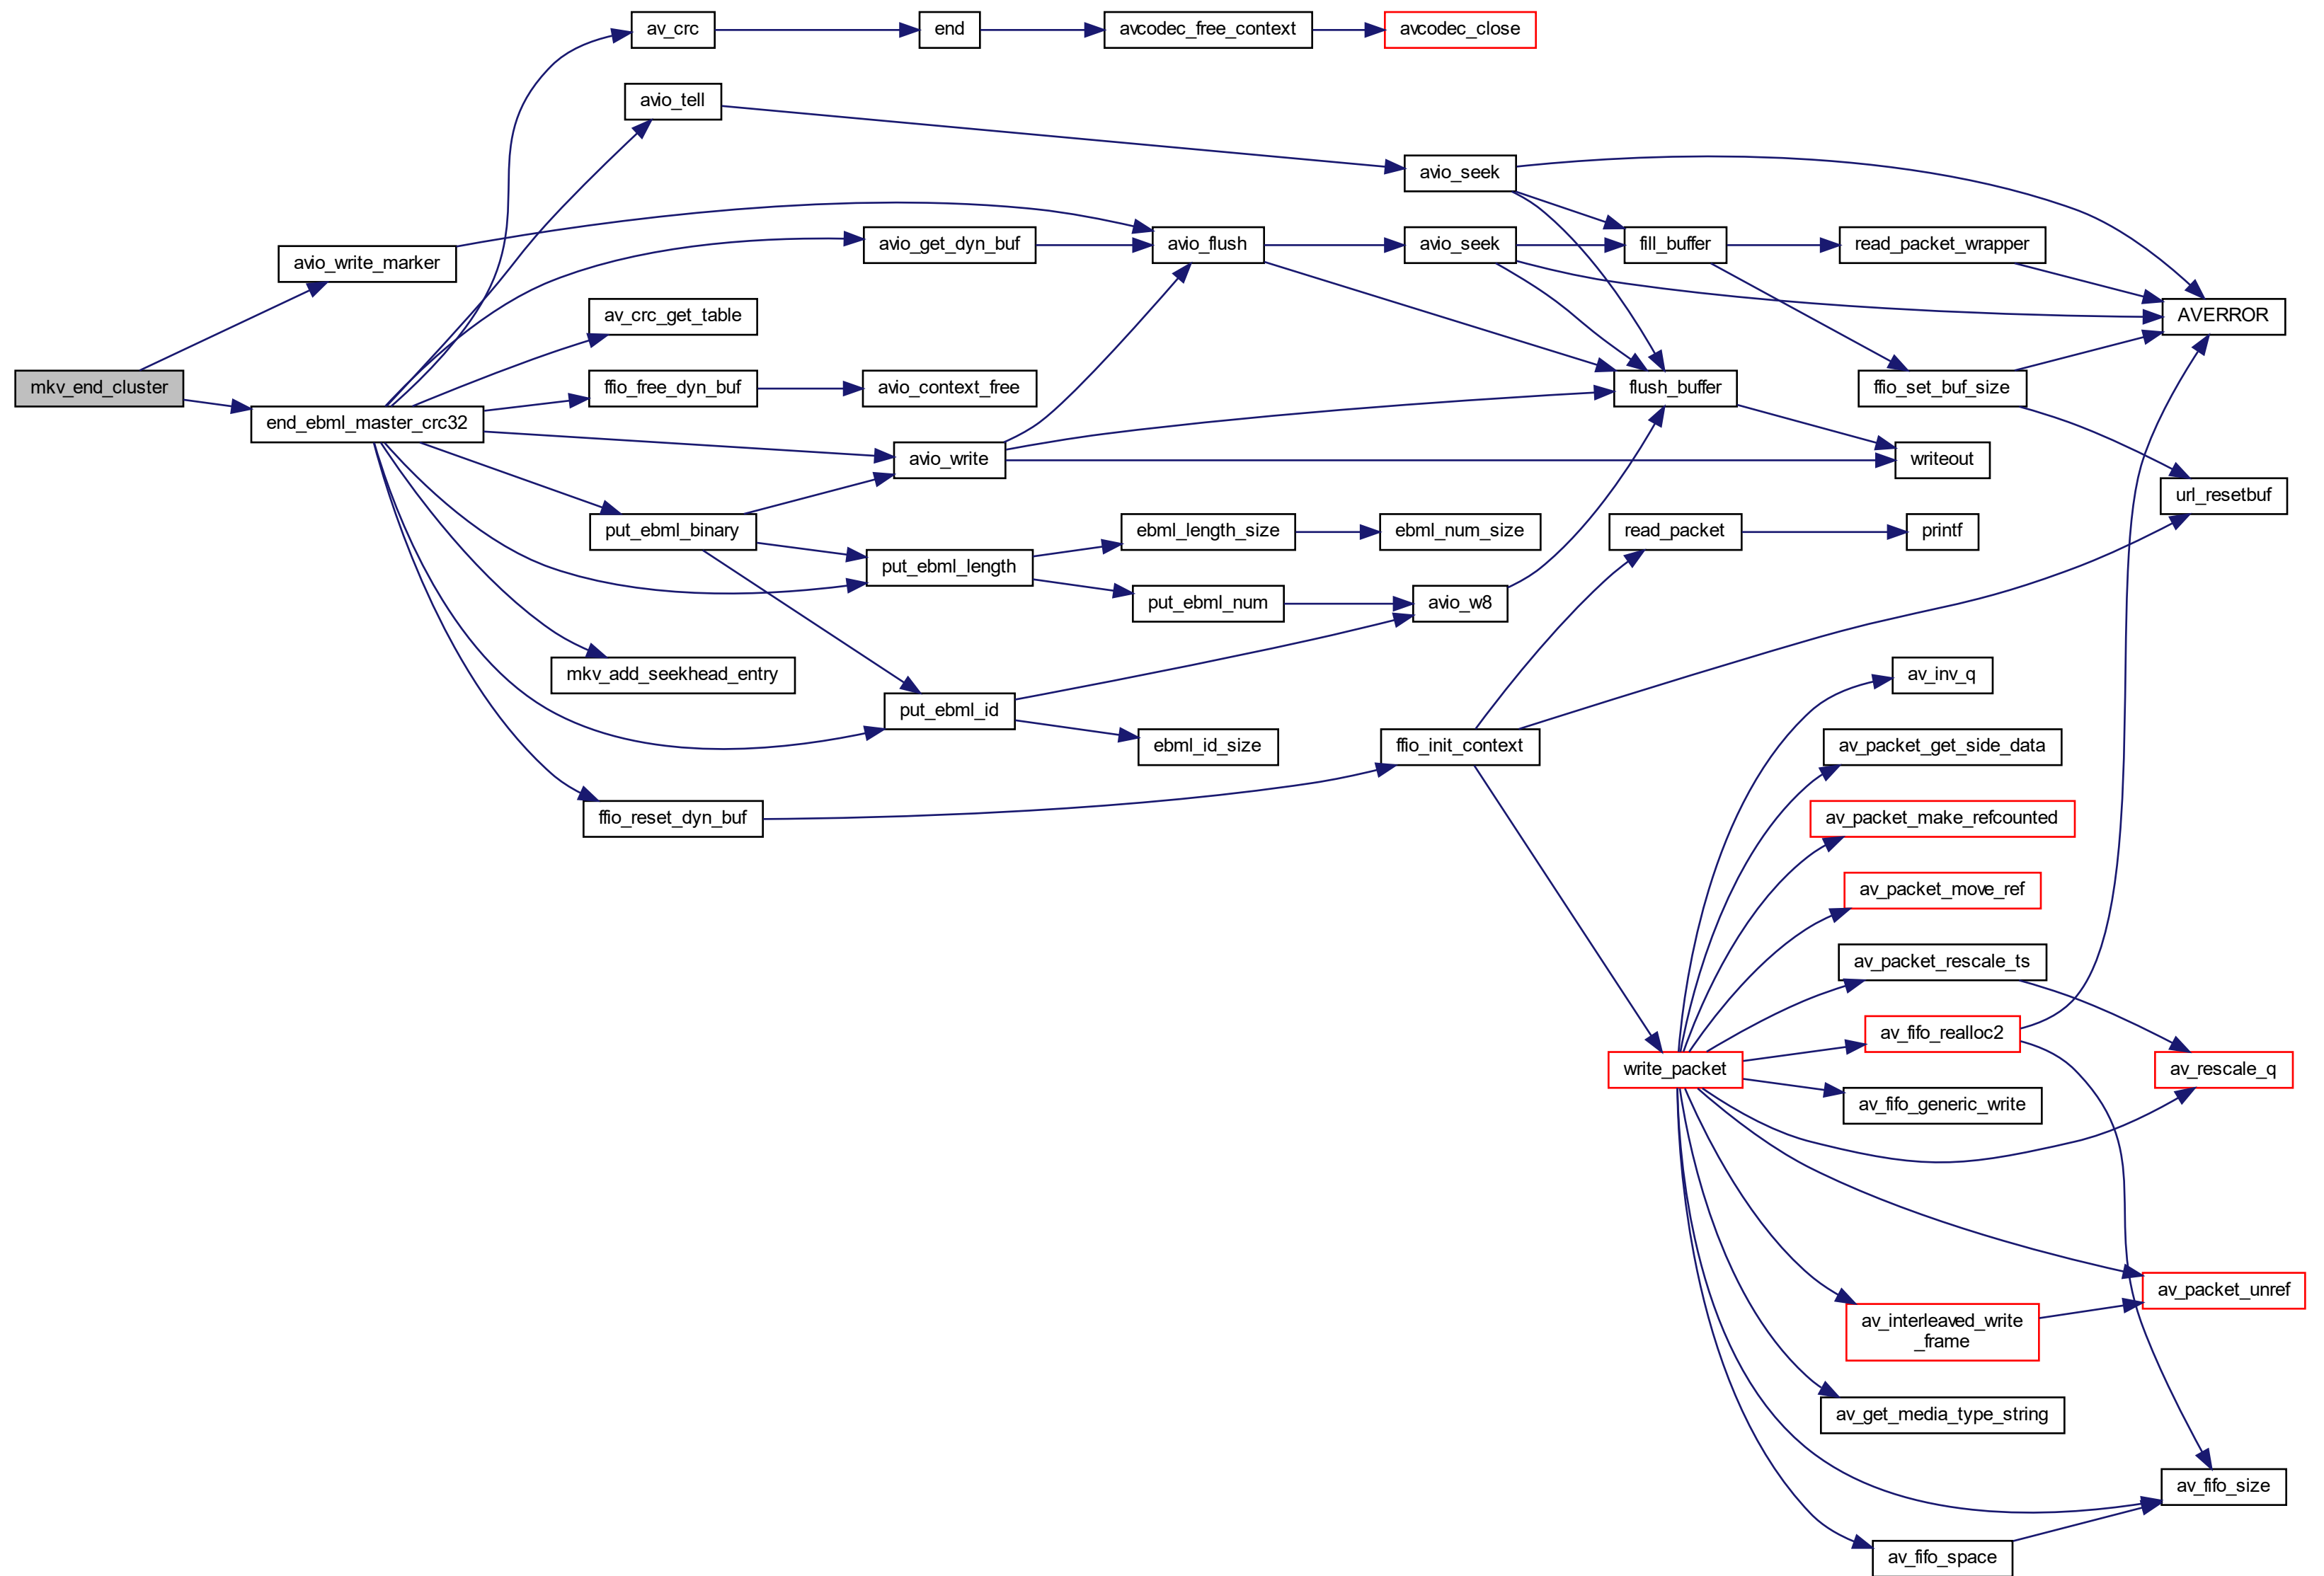 av_crc
end
avcodec_free_context
avcodec_close
avio_tell
avio_seek
avio_write_marker
avio_get_dyn_buf
avio_flush
avio_seek
fill_buffer
read_packet_wrapper
av_crc_get_table
AVERROR
mkv_end_cluster
ffio_free_dyn_buf
avio_context_free
flush_buffer
ffio_set_buf_size
end_ebml_master_crc32
avio_write
writeout
url_resetbuf
put_ebml_binary
ebml_length_size
ebml_num_size
read_packet
printf
put_ebml_length
put_ebml_num
avio_w8
mkv_add_seekhead_entry
av_inv_q
put_ebml_id
ebml_id_size
ffio_init_context
av_packet_get_side_data
ffio_reset_dyn_buf
av_packet_make_refcounted
av_packet_move_ref
av_packet_rescale_ts
av_fifo_realloc2
write_packet
av_rescale_q
av_fifo_generic_write
av_packet_unref
av_interleaved_write
_frame
av_get_media_type_string
av_fifo_size
av_fifo_space